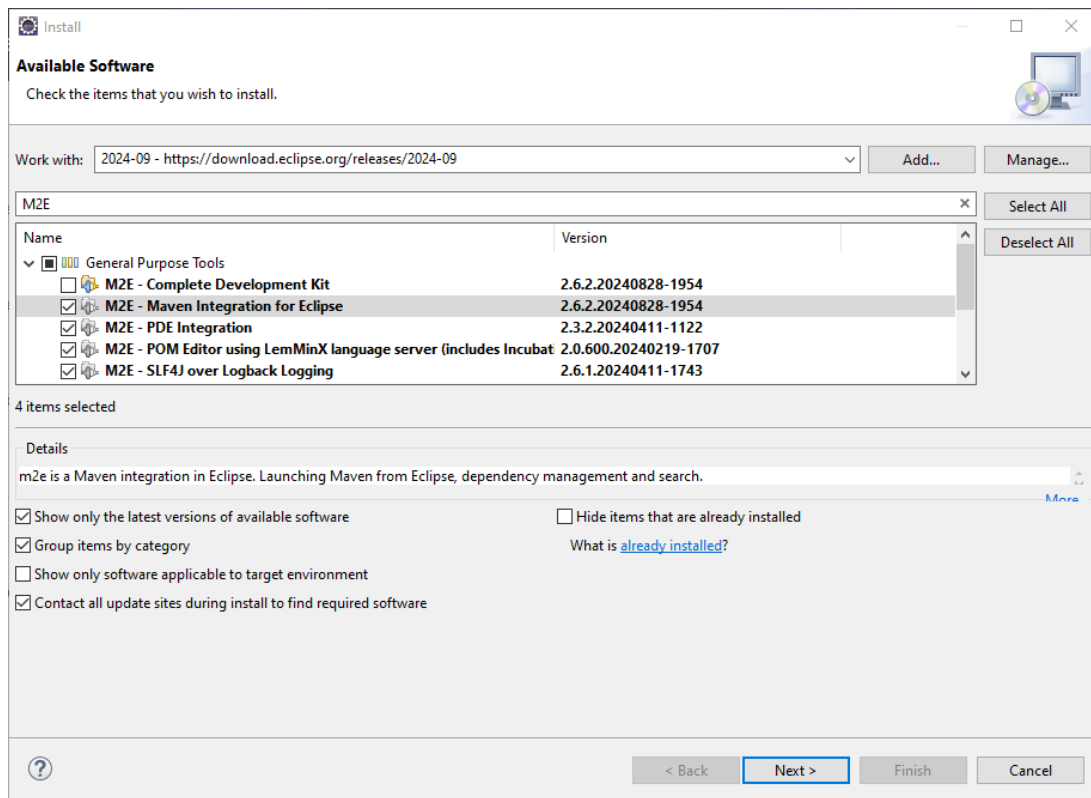 Install
Available Software
Check the items that you wish to install.
Work with: 2024-09 - https://download.eclipse.org/releases/2024-09 Add... Manage...
M2E Select All
Name Version Deselect All
General Purpose Tools
M2E - Complete Development Kit 2.6.2.20240828-1954
M2E - Maven Integration for Eclipse 2.6.2.20240828-1954
M2E - PDE Integration 2.3.2.20240411-1122
M2E - POM Editor using LemMinX language server (includes Incubat 2.0.600.20240219-1707
M2E - SLF4J over Logback Logging 2.6.1.20240411-1743
4 items selected
Details
m2e is a Maven integration in Eclipse. Launching Maven from Eclipse, dependency management and search.
More
Show only the latest versions of available software Hide items that are already installed
Group items by category What is already installed?
Show only software applicable to target environment
Contact all update sites during install to find required software
? < Back Next > Finish Cancel